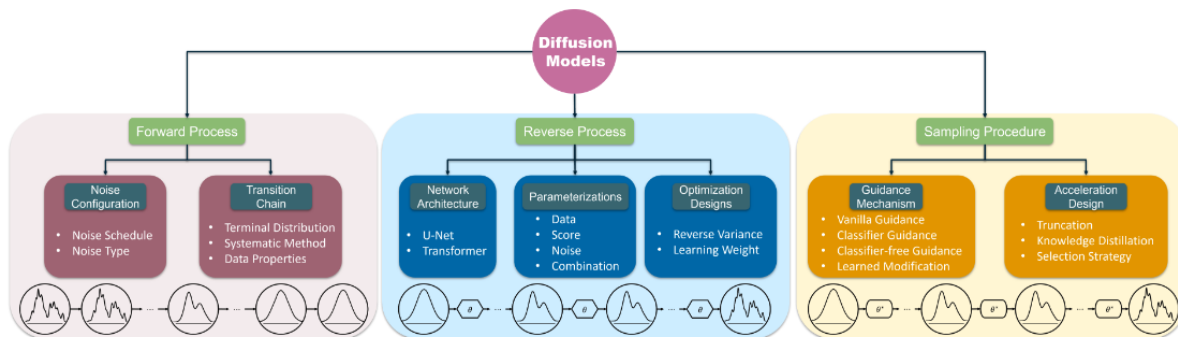 Diffusion
Models
Forward Process
Noise
Configuration
• Noise Schedule
• Noise Type
Transition
Chain
• Terminal Distribution
• Systematic Method
• Data Properties
...
...
Reverse Process
Network
Architecture
• U-Net
• Transformer
Parameterizations
• Data
• Score
• Noise
• Combination
Optimization
Designs
• Reverse Variance
• Learning Weight
θ
...
θ
...
θ
Sampling Procedure
Guidance
Mechanism
• Vanilla Guidance
• Classifier Guidance
• Classifier-free Guidance
• Learned Modification
Acceleration
Design
• Truncation
• Knowledge Distillation
• Selection Strategy
θ*
...
θ*
...
θ*